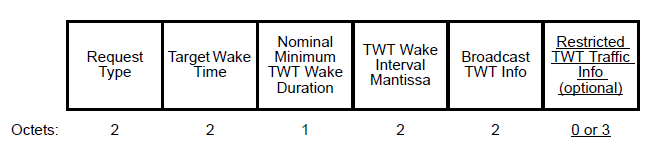 Request
Type
Target Wake
Time
Nominal
Minimum
TWT Wake
Duration
TWT Wake
Interval
Mantissa
Broadcast
TWT Info
Restricted
TWT Traffic
Info
(optional)
Octets: 2 2 1 2 2 0 or 3